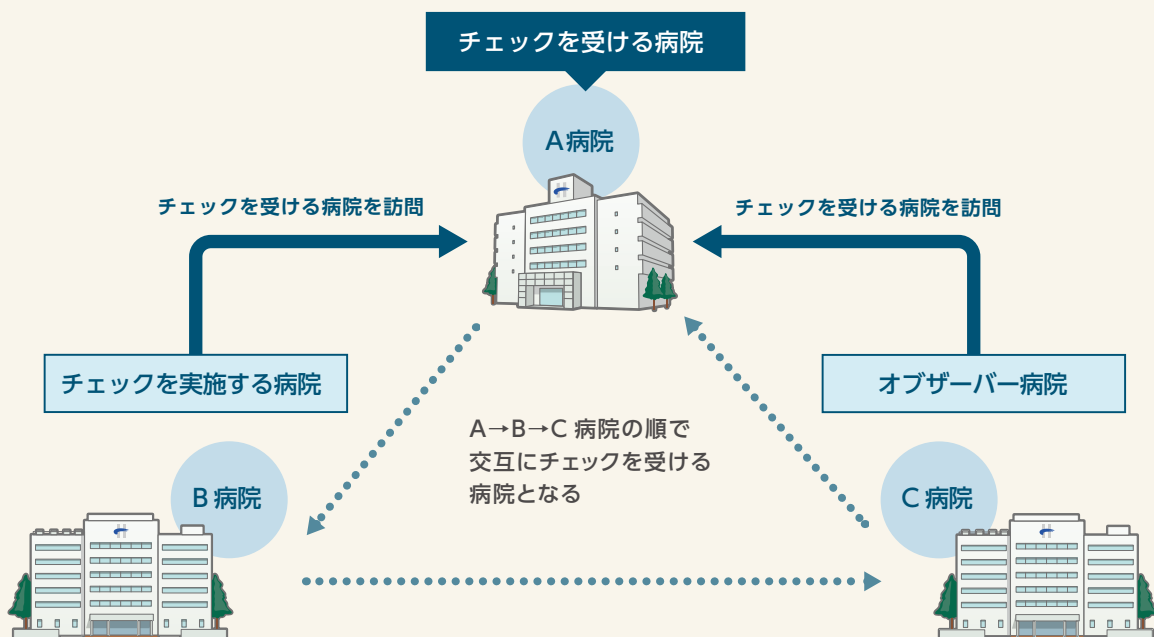 チェックを受ける病院
A病院
チェックを受ける病院を訪問
チェックを受ける病院を訪問
チェックを実施する病院
オブザーバー病院
A→B→C 病院の順で
交互にチェックを受ける
病院となる
B 病院
C 病院